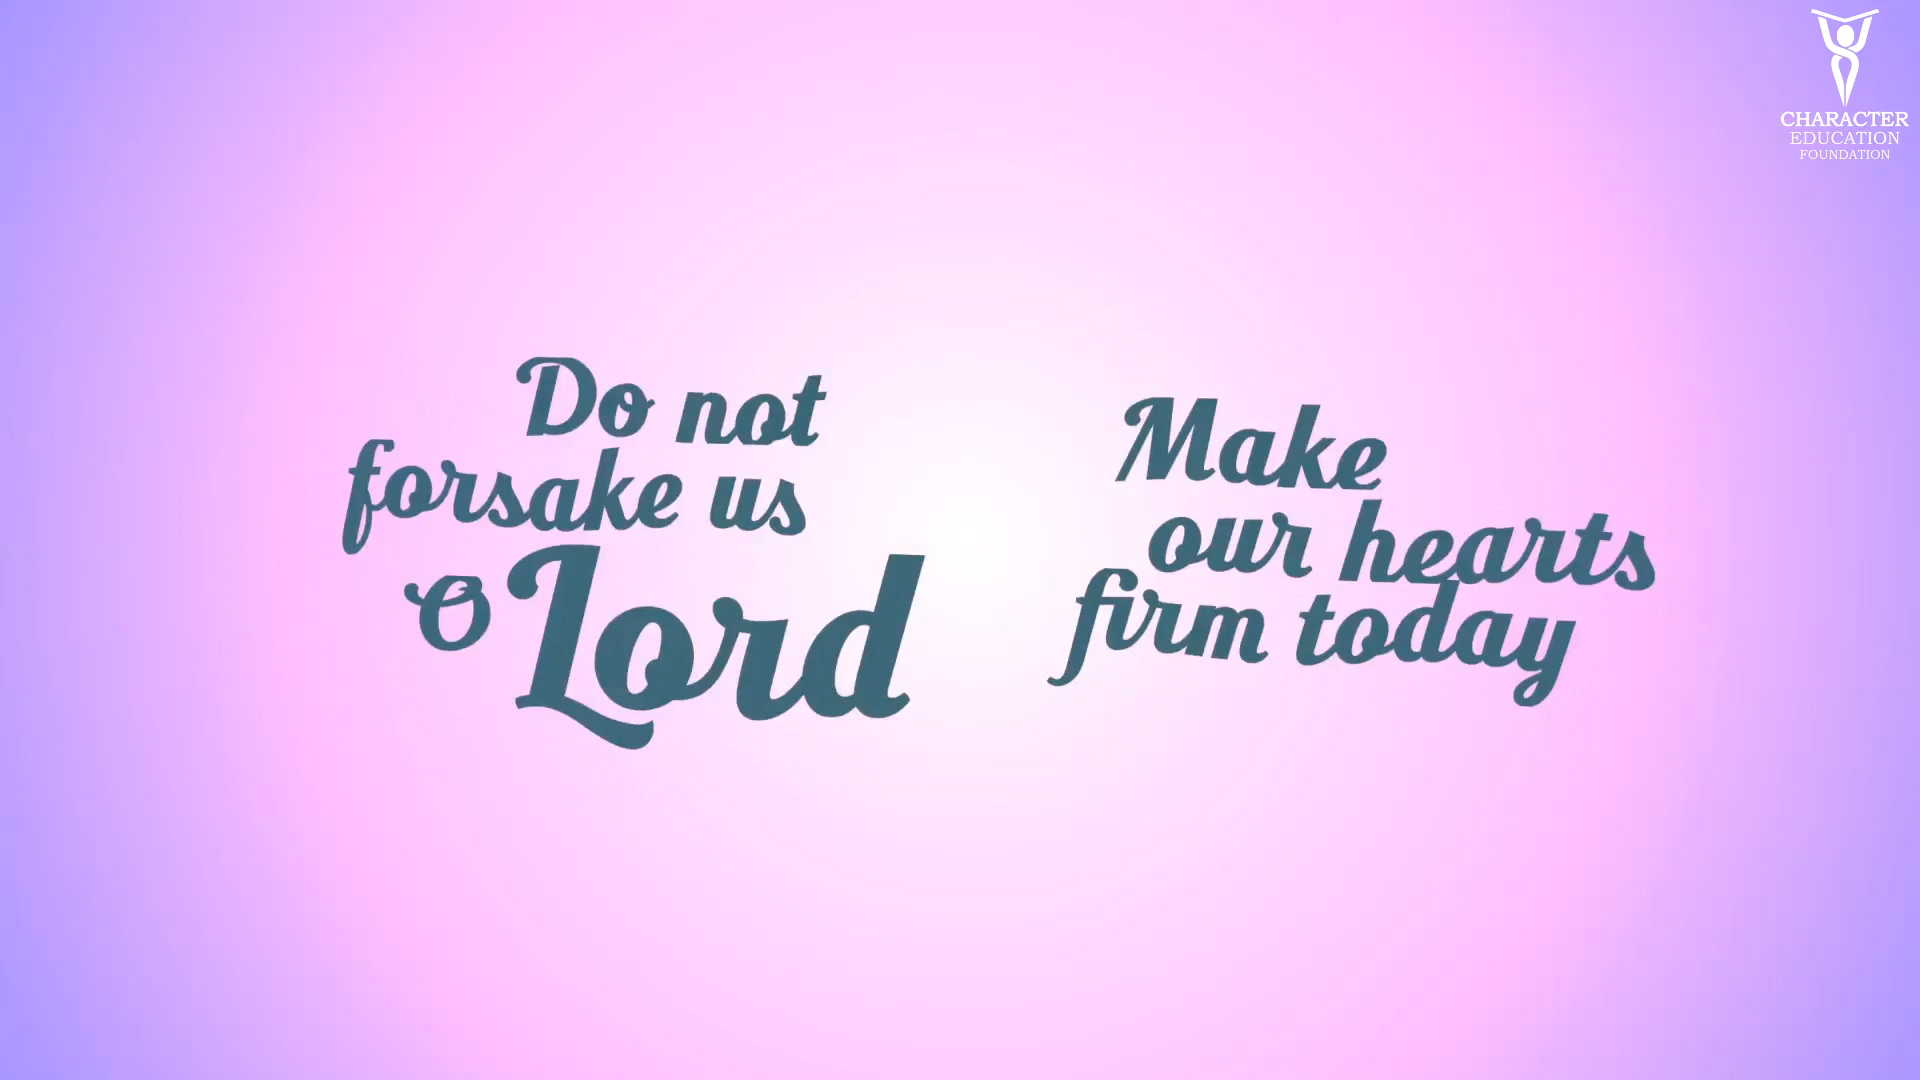 Do not
forsake us
O Lord
Make
our hearts
firm today
CHARACTER
EDUCATION
FOUNDATION